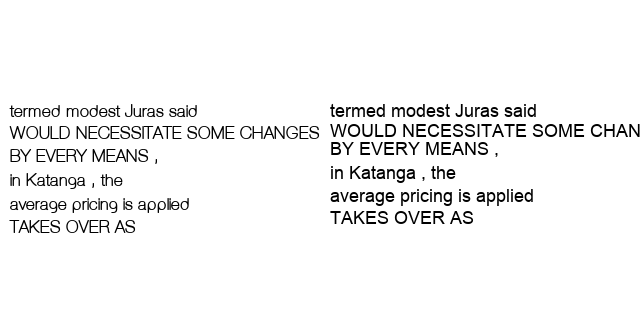 termed modest Juras said
WOULD NECESSITATE SOME CHANGES
BY EVERY MEANS ,
in Katanga , the
average pricing is applied
TAKES OVER AS
termed modest Juras said
WOULD NECESSITATE SOME CHAN
BY EVERY MEANS ,
in Katanga , the
average pricing is applied
TAKES OVER AS